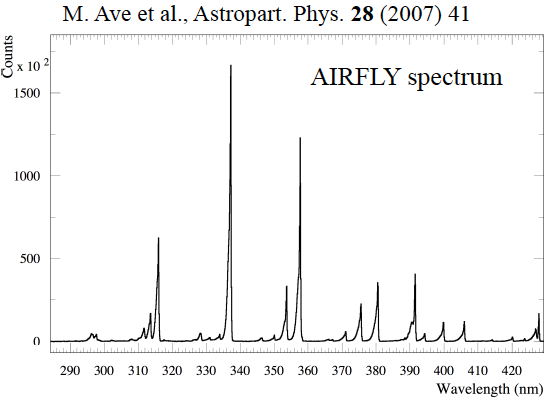 M. Ave et al., Astropart. Phys. 28 (2007) 41
Counts
x 10 2
AIRFLY spectrum
1500
1000
500
0
290 300 310 320 330 340 350 360 370 380 390 400 410 420
Wavelength (nm)